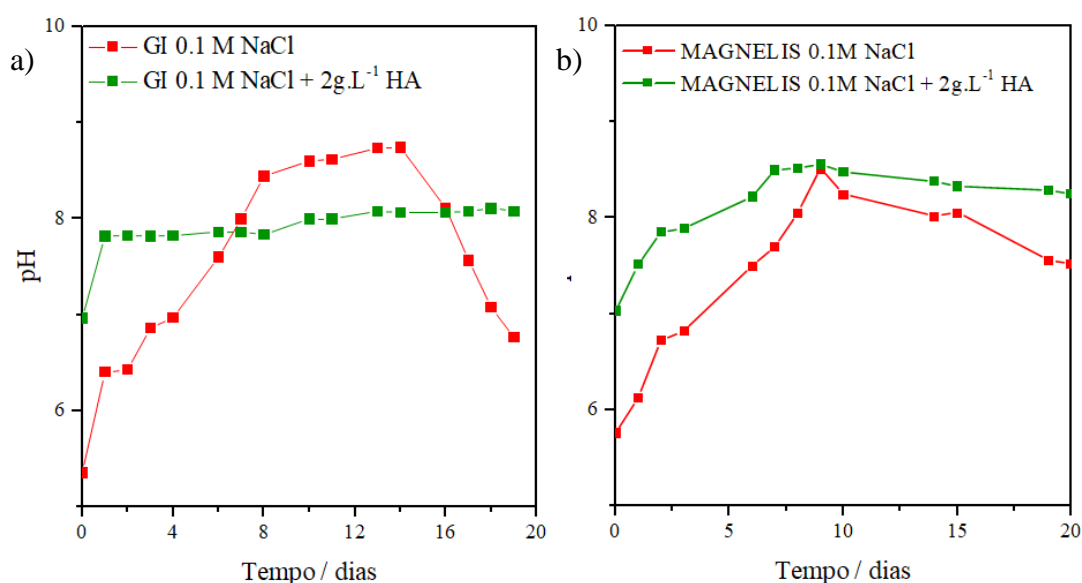 a)
GI 0.1 M NaCl
GI 0.1 M NaCl + 2g.L⁻¹ HA
10
8
6
pH
0
4
8
12
16
20
Tempo / dias
b)
MAGNELIS 0.1M NaCl
MAGNELIS 0.1M NaCl + 2g.L⁻¹ HA
10
8
6
0
5
10
15
20
Tempo / dias